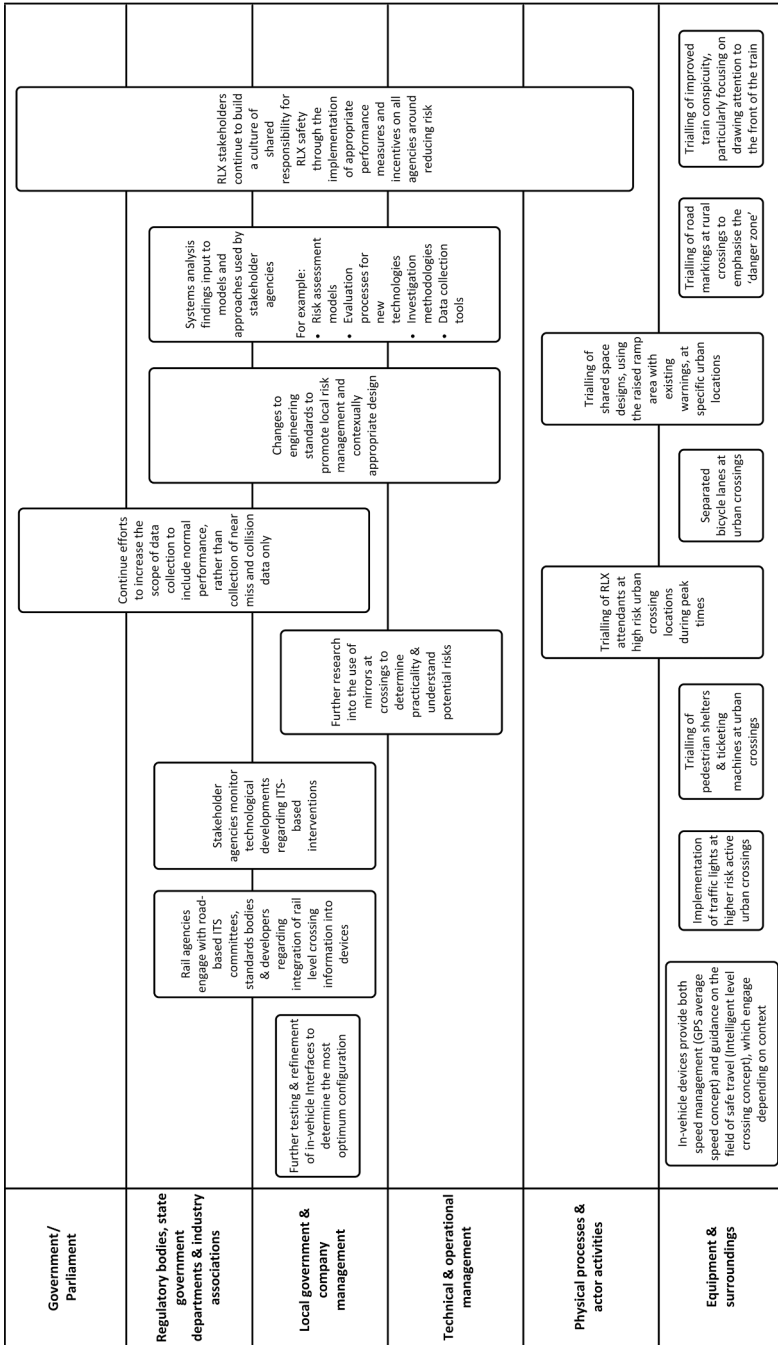 Government/
Parliament
RLX stakeholders
continue to build
a culture of
shared
responsibility for
RLX safety
through the
implementation
of appropriate
performance
measures and
incentives on all
agencies around
reducing risk
Continue efforts
to increase the
scope of data
collection to
include normal
performance,
rather than
collection of near
miss and collision
data only
Regulatory bodies, state
government
departments & industry
associations
Rail agencies
engage with road-
based ITS
committees,
standards bodies
& developers
regarding
integration of rail
level crossing
information into
devices
Stakeholder
agencies monitor
technological
developments
regarding ITS-
based
interventions
Changes to
engineering
standards to
promote local risk
management and
contexually
appropriate design
Systems analysis
findings input to
models and
approaches used by
stakeholder
agencies
For example:
• Risk assessment
models
• Evaluation
processes for
new
technologies
• Investigation
methodologies
• Data collection
tools
Local government &
company
management
Further testing & refinement
of in-vehicle Interfaces to
determine the most
optimum configuration
Further research
into the use of
mirrors at
crossings to
determine
practicality &
understand
potential risks
Technical & operational
management
Physical processes &
actor activities
Trialling of RLX
attendants at
high risk urban
crossing
locations
during peak
times
Trialling of
shared space
designs, using
the raised ramp
area with
existing
warnings, at
specific urban
locations
Equipment &
surroundings
In-vehicle devices provide both
speed management (GPS average
speed concept) and guidance on the
field of safe travel (Intelligent level
crossing concept), which engage
depending on context
Implementation
of traffic lights at
higher risk active
urban crossings
Trialling of
pedestrian shelters
& ticketing
machines at urban
crossings
Separated
bicycle lanes at
urban crossings
Trialling of road
markings at rural
crossings to
emphasise the
‘danger zone’
Trialling of improved
train conspicuity,
particularly focusing on
drawing attention to
the front of the train